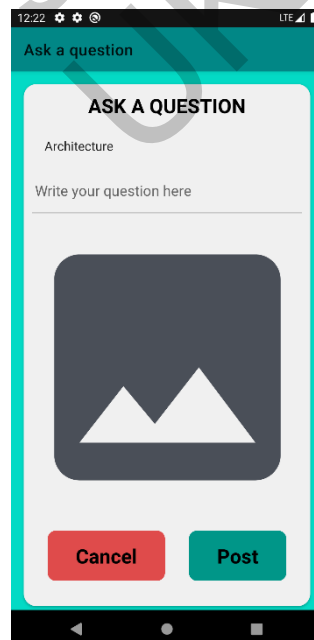 12:22 LTE
Ask a question
ASK A QUESTION
Architecture
Write your question here
Cancel
Post